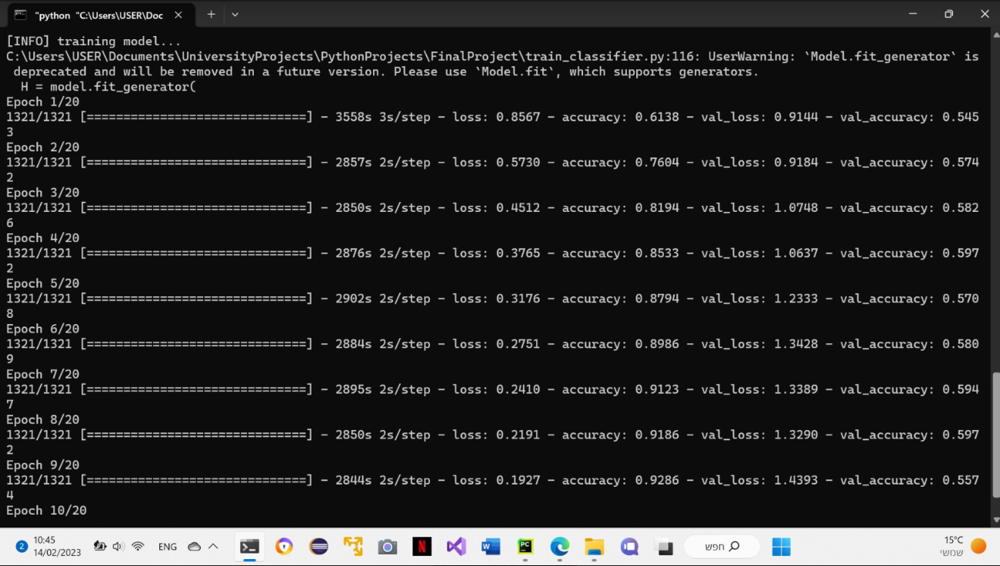 "python "C:\Users\USER\Doc
[INFO] training model...
C:\Users\USER\Documents\UniversityProjects\PythonProjects\FinalProject\train_classifier.py:116: UserWarning: `Model.fit_generator` is
deprecated and will be removed in a future version. Please use `Model.fit`, which supports generators.
H = model.fit_generator(
Epoch 1/20
1321/1321 [==============================] - 3558s 3s/step - loss: 0.8567 - accuracy: 0.6138 - val_loss: 0.9144 - val_accuracy: 0.545
3
Epoch 2/20
1321/1321 [==============================] - 2857s 2s/step - loss: 0.5730 - accuracy: 0.7604 - val_loss: 0.9184 - val_accuracy: 0.574
2
Epoch 3/20
1321/1321 [==============================] - 2850s 2s/step - loss: 0.4512 - accuracy: 0.8194 - val_loss: 1.0748 - val_accuracy: 0.582
6
Epoch 4/20
1321/1321 [==============================] - 2876s 2s/step - loss: 0.3765 - accuracy: 0.8533 - val_loss: 1.0637 - val_accuracy: 0.597
2
Epoch 5/20
1321/1321 [==============================] - 2902s 2s/step - loss: 0.3176 - accuracy: 0.8794 - val_loss: 1.2333 - val_accuracy: 0.570
8
Epoch 6/20
1321/1321 [==============================] - 2884s 2s/step - loss: 0.2751 - accuracy: 0.8986 - val_loss: 1.3428 - val_accuracy: 0.580
9
Epoch 7/20
1321/1321 [==============================] - 2895s 2s/step - loss: 0.2410 - accuracy: 0.9123 - val_loss: 1.3389 - val_accuracy: 0.594
7
Epoch 8/20
1321/1321 [==============================] - 2850s 2s/step - loss: 0.2191 - accuracy: 0.9186 - val_loss: 1.3290 - val_accuracy: 0.597
2
Epoch 9/20
1321/1321 [==============================] - 2844s 2s/step - loss: 0.1927 - accuracy: 0.9286 - val_loss: 1.4393 - val_accuracy: 0.557
4
Epoch 10/20
2
10:45
14/02/2023
ENG
N
W
PC
חפש
15°C
שמשי